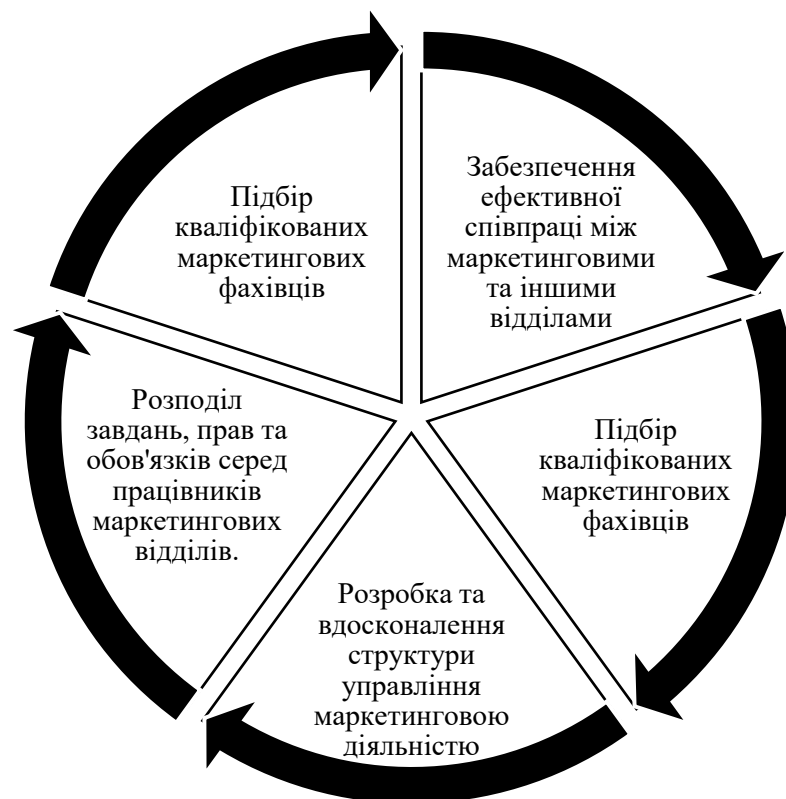 Підбір
кваліфікованих
маркетингових
фахівців
Забезпечення
ефективної
співпраці між
маркетинговими
та іншими
відділами
Підбір
кваліфікованих
маркетингових
фахівців
Розробка та
вдосконалення
структури
управління
маркетинговою
діяльністю
Розподіл
завдань, прав та
обов'язків серед
працівників
маркетингових
відділів.